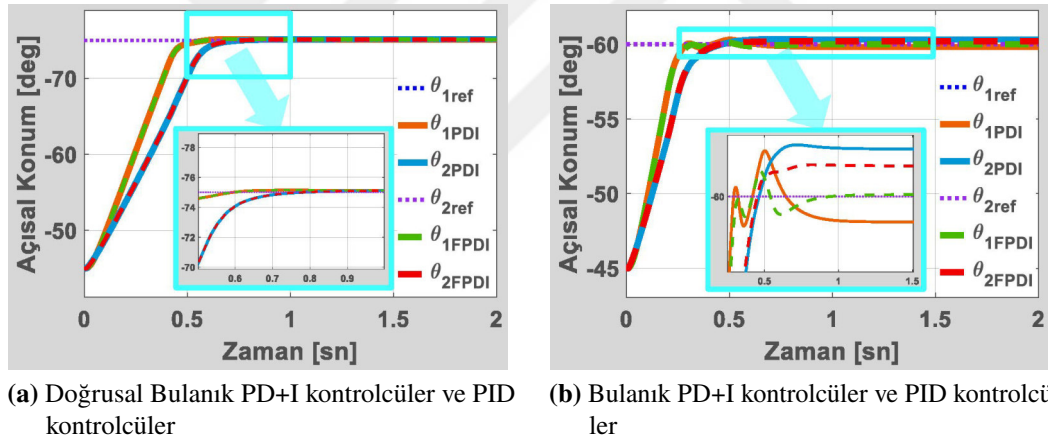 Açısal Konum [deg]
-70
-60
-50
θ1ref
θ1PDI
θ2PDI
θ2ref
θ1FPDI
θ2FPDI
-78
-76
-75
-74
-72
-71
-70
0.6
0.7
0.8
0.9
0
0.5
1
1.5
2
Zaman [sn]
(a) Doğrusal Bulanık PD+I kontrolcüler ve PID
kontrolcüler
Açısal Konum [deg]
-60
-55
-50
-45
θ1ref
θ1PDI
θ2PDI
θ2ref
θ1FPDI
θ2FPDI
-60
0.5
1
1.5
0
0.5
1
1.5
2
Zaman [sn]
(b) Bulanık PD+I kontrolcüler ve PID kontrolcü
ler